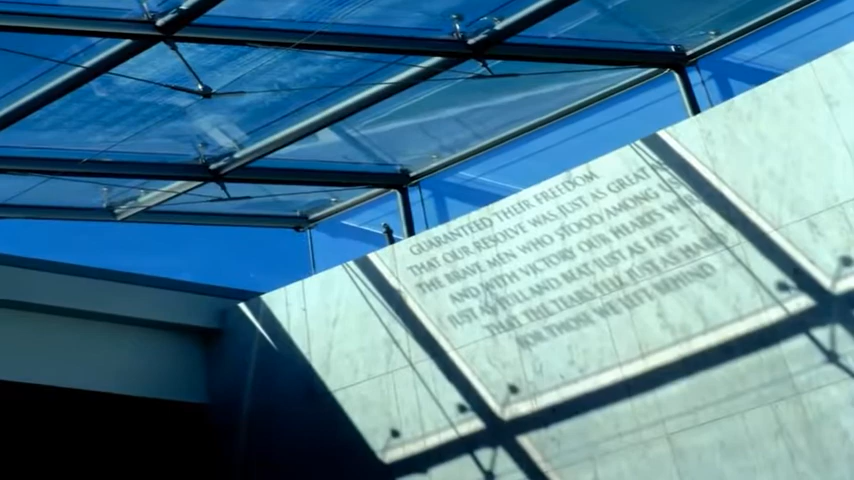 GUARANTEED THEIR FREEDOM
THAT OUR RESOLVE WAS JUST AS GREAT
THE BRAVE MEN WHO STOOD AMONG US
AND WITH VICTORY OUR HEARTS
JUST AS FULL AND BEAT JUST AS FAST–
THAT THE TEARS FELL JUST AS
FOR THOSE WE LEFT BEHIND